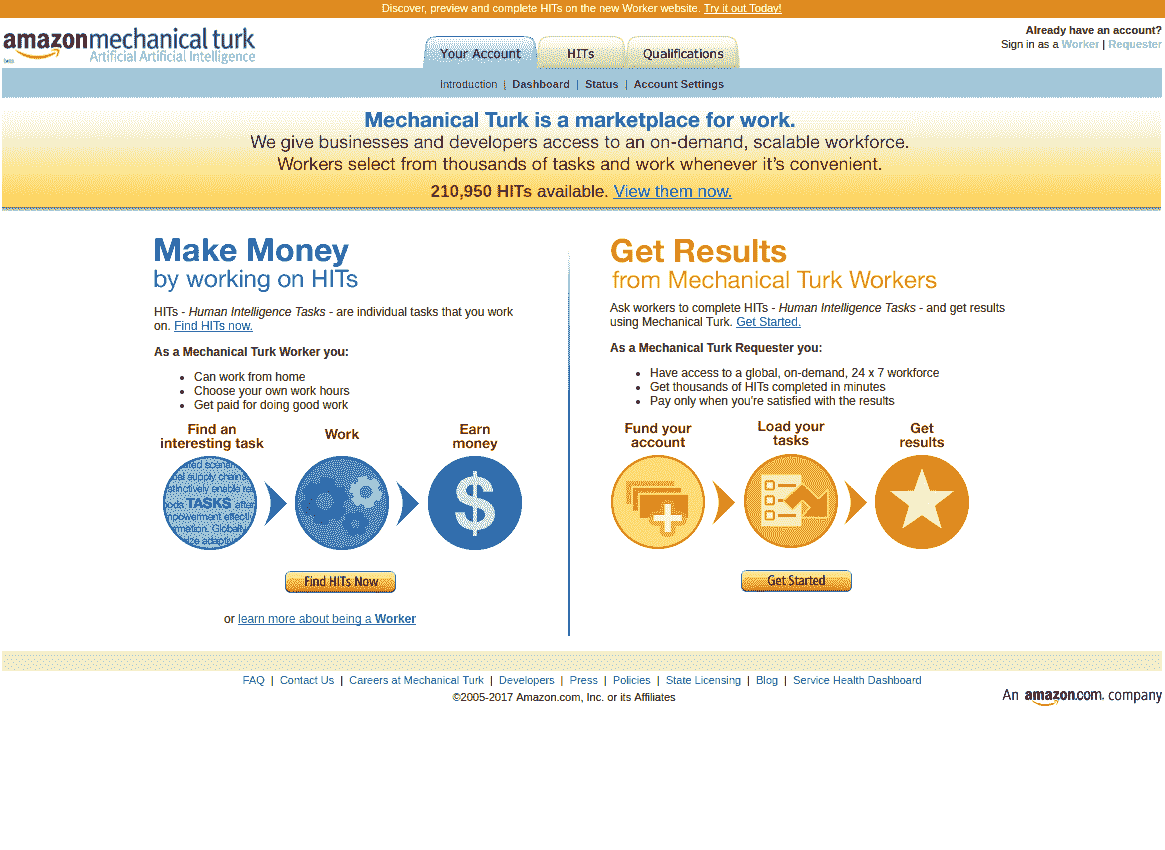 Discover, preview and complete HITs on the new Worker website. Try it out Today!
amazonmechanical turk
Artificial Artificial Intelligence
beta
Your Account
HITs
Qualifications
Already have an account?
Sign in as a Worker | Requester
Introduction | Dashboard | Status | Account Settings
Mechanical Turk is a marketplace for work.
We give businesses and developers access to an on-demand, scalable workforce.
Workers select from thousands of tasks and work whenever it's convenient.
210,950 HITs available. View them now.
Make Money
by working on HITs
HITs - Human Intelligence Tasks - are individual tasks that you work
on. Find HITs now.
As a Mechanical Turk Worker you:
• Can work from home
• Choose your own work hours
• Get paid for doing good work
Find an
interesting task
Work
Earn
money
supply chain
enable
TASKS
mpowerment
$
Find HITs Now
or learn more about being a Worker
Get Results
from Mechanical Turk Workers
Ask workers to complete HITs - Human Intelligence Tasks - and get results
using Mechanical Turk. Get Started.
As a Mechanical Turk Requester you:
• Have access to a global, on-demand, 24 x 7 workforce
• Get thousands of HITs completed in minutes
• Pay only when you're satisfied with the results
Fund your
account
Load your
tasks
Get
results
Get Started
FAQ | Contact Us | Careers at Mechanical Turk | Developers | Press | Policies | State Licensing | Blog | Service Health Dashboard
©2005-2017 Amazon.com, Inc. or its Affiliates
An amazon.com. company